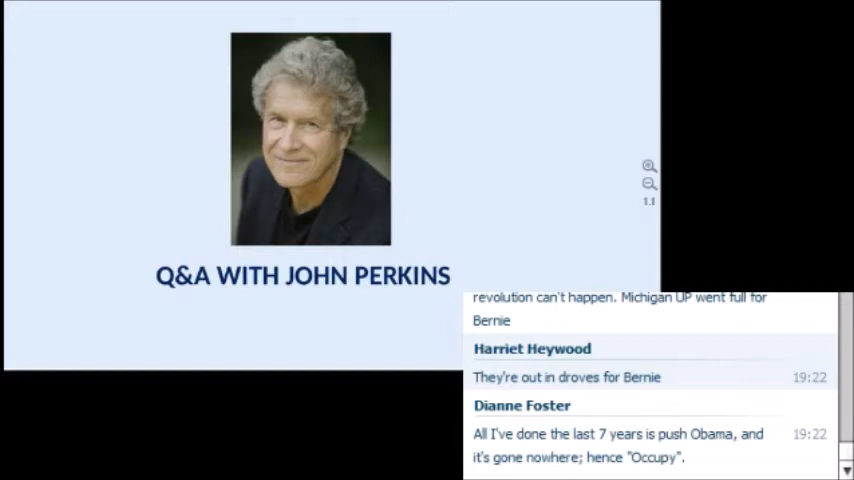 1.1
Q&A WITH JOHN PERKINS
revolution can't happen. Michigan UP went full for
Bernie
Harriet Heywood
They're out in droves for Bernie 19:22
Dianne Foster
All I've done the last 7 years is push Obama, and 19:22
it's gone nowhere; hence "Occupy".